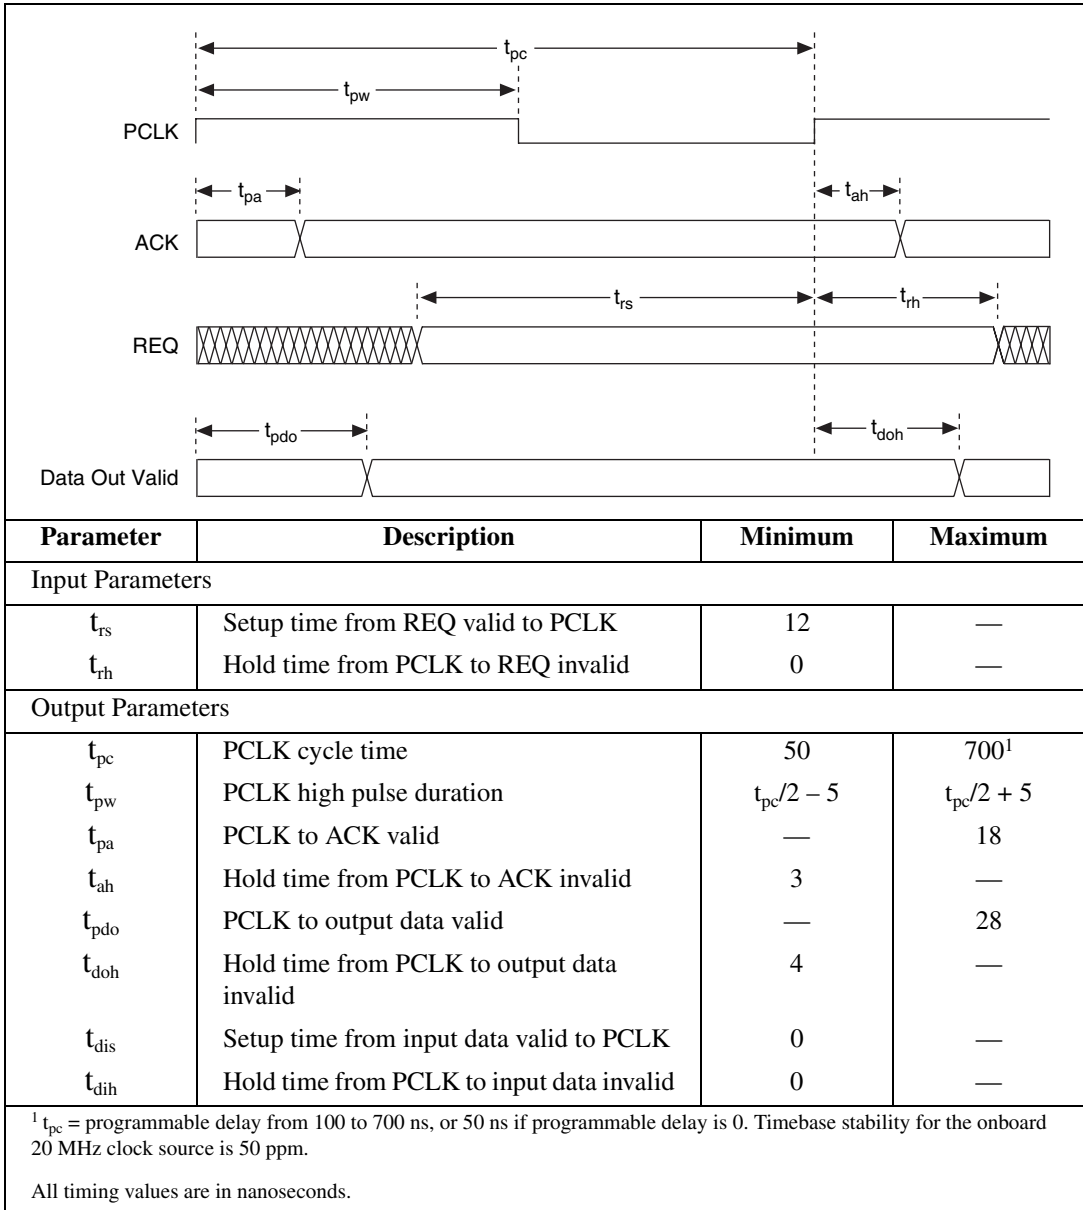 tpc
tpw
PCLK
tpa
tah
ACK
trs
trh
REQ
tpdo
tdoh
Data Out Valid
Parameter Description Minimum Maximum
Input Parameters
trs Setup time from REQ valid to PCLK 12 —
trh Hold time from PCLK to REQ invalid 0 —
Output Parameters
tpc PCLK cycle time 50 700¹
tpw PCLK high pulse duration tpc/2 – 5 tpc/2 + 5
tpa PCLK to ACK valid — 18
tah Hold time from PCLK to ACK invalid 3 —
tpdo PCLK to output data valid — 28
tdoh Hold time from PCLK to output data 4 —
invalid
tdis Setup time from input data valid to PCLK 0 —
tdih Hold time from PCLK to input data invalid 0 —
¹ tpc = programmable delay from 100 to 700 ns, or 50 ns if programmable delay is 0. Timebase stability for the onboard
20 MHz clock source is 50 ppm.
All timing values are in nanoseconds.